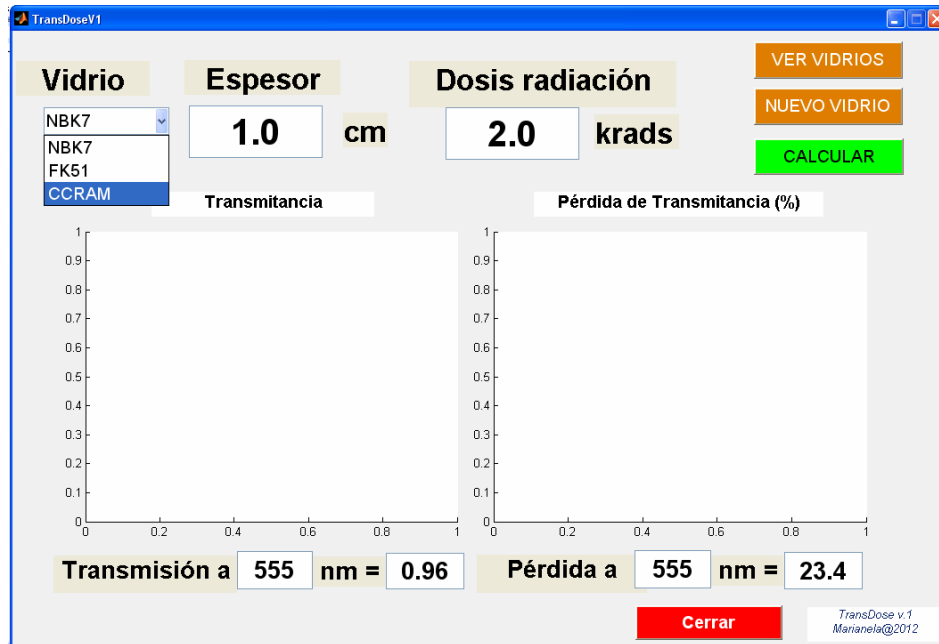 TransDoseV1
Vidrio
Espesor
Dosis radiación
VER VIDRIOS
NUEVO VIDRIO
CALCULAR
NBK7
1.0
cm
2.0
krads
NBK7
FK51
CCRAM
Transmitancia
Pérdida de Transmitancia (%)
1
0.9
0.8
0.7
0.6
0.5
0.4
0.3
0.2
0.1
0
0 0.2 0.4 0.6 0.8 1
1
0.9
0.8
0.7
0.6
0.5
0.4
0.3
0.2
0.1
0
0 0.2 0.4 0.6 0.8 1
Transmisión a 555 nm = 0.96
Pérdida a 555 nm = 23.4
Cerrar
TransDose v.1
Marianela@2012